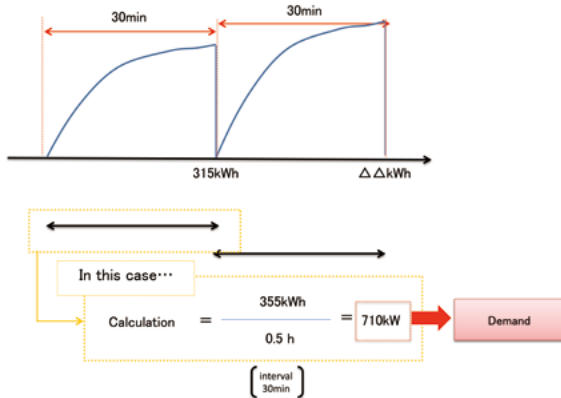 30min
30min
315kWh
△△kWh
In this case…
Calculation = 355kWh / 0.5 h = 710kW
Demand
interval
30min